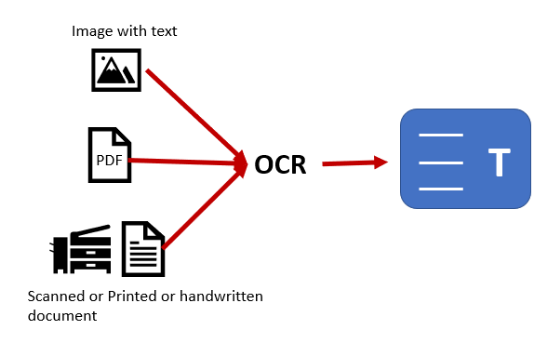 Image with text
PDF
OCR
T
Scanned or Printed or handwritten
document